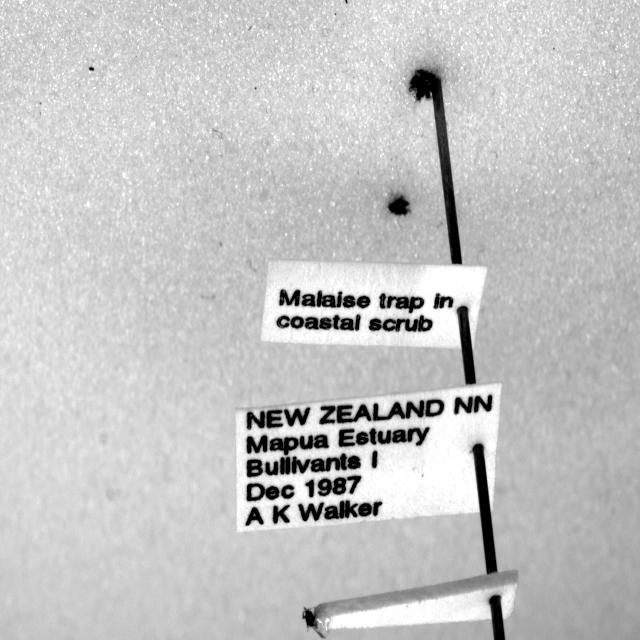 Malaise trap in
coastal scrub
NEW ZEALAND NN
Mapua Estuary
Bullivants I
Dec 1987
A K Walker